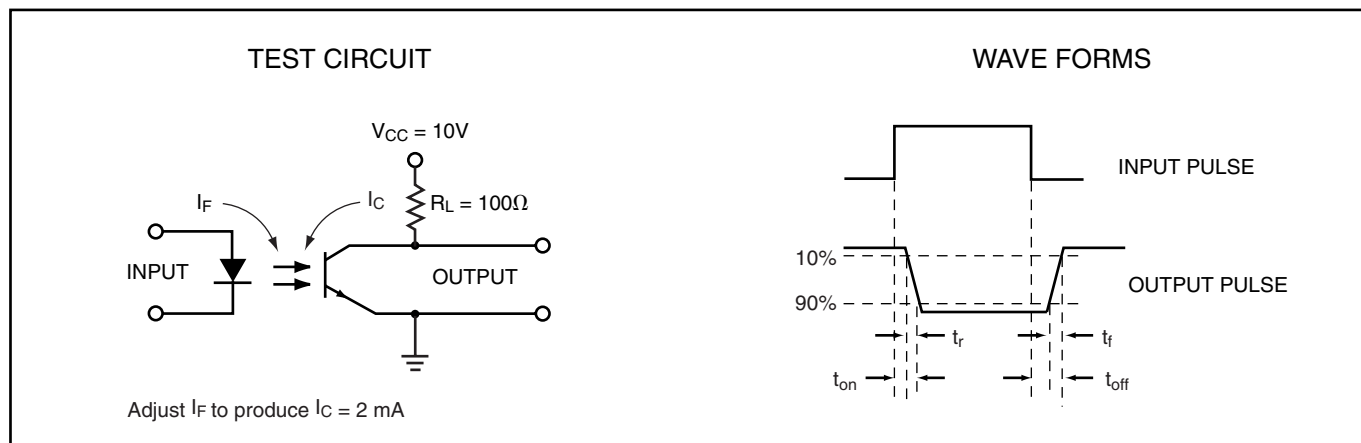 TEST CIRCUIT
WAVE FORMS
VCC = 10V
RL = 100Ω
IF
IC
INPUT
OUTPUT
Adjust IF to produce IC = 2 mA
INPUT PULSE
10%
90%
OUTPUT PULSE
tr
tf
ton
toff